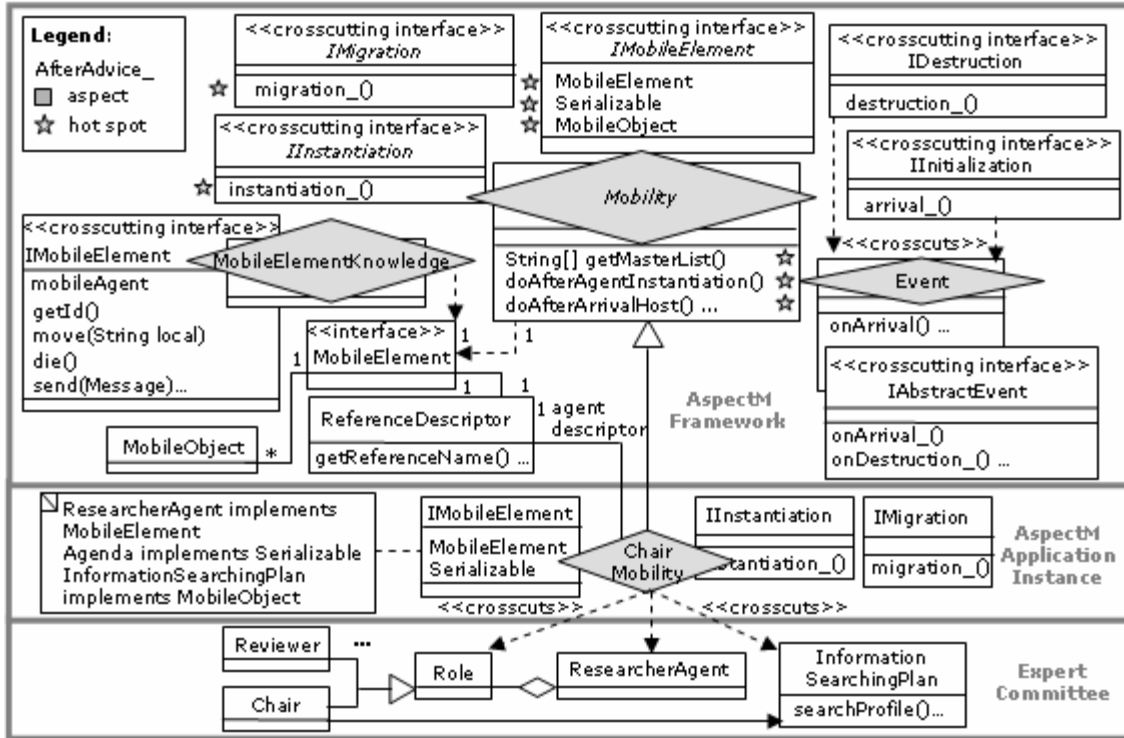 Legend:
AfterAdvice_
aspect
hot spot
<<crosscutting interface>>
IMigration
migration_()
<<crosscutting interface>>
IInstantiation
instantiation_()
<<crosscutting interface>>
IMobileElement
MobileElement
Serializable
MobileObject
<<crosscutting interface>>
IDestruction
destruction_()
<<crosscutting interface>>
IInitialization
arrival_()
<<crosscutting interface>>
IMobileElement
mobileAgent
getId()
move(String local)
die()
send(Message)...
MobileElementKnowledge
Mobility
String[] getMasterList()
doAfterAgentInstantiation()
doAfterArrivalHost() ...
<<crosscuts>>
Event
onArrival() ...
<<crosscutting interface>>
IAbstractEvent
onArrival_()
onDestruction_() ...
<<interface>>
MobileElement
1
1
1
1
1
1
ReferenceDescriptor
getReferenceName() ...
agent
descriptor
MobileObject
*
AspectM
Framework
ResearcherAgent implements
MobileElement
Agenda implements Serializable
InformationSearchingPlan
implements MobileObject
IMobileElement
MobileElement
Serializable
Chair
Mobility
IInstantiation
stantiation_()
IMigration
migration_()
AspectM
Application
Instance
<<crosscuts>>
<<crosscuts>>
Reviewer
...
Chair
Role
ResearcherAgent
Information
SearchingPlan
searchProfile()...
Expert
Committee